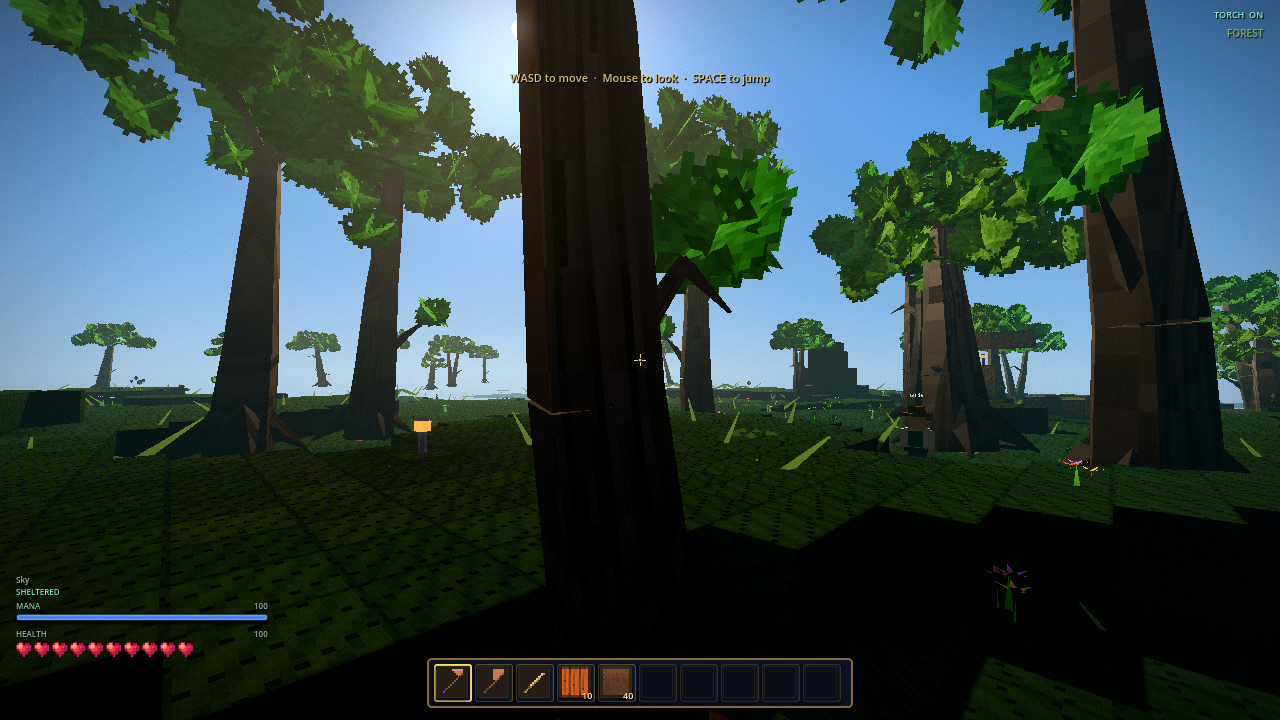 TORCH ON
FOREST
WASD to move · Mouse to look · SPACE to jump
Guide
Sky
SHELTERED
MANA 100
HEALTH 100
10 40